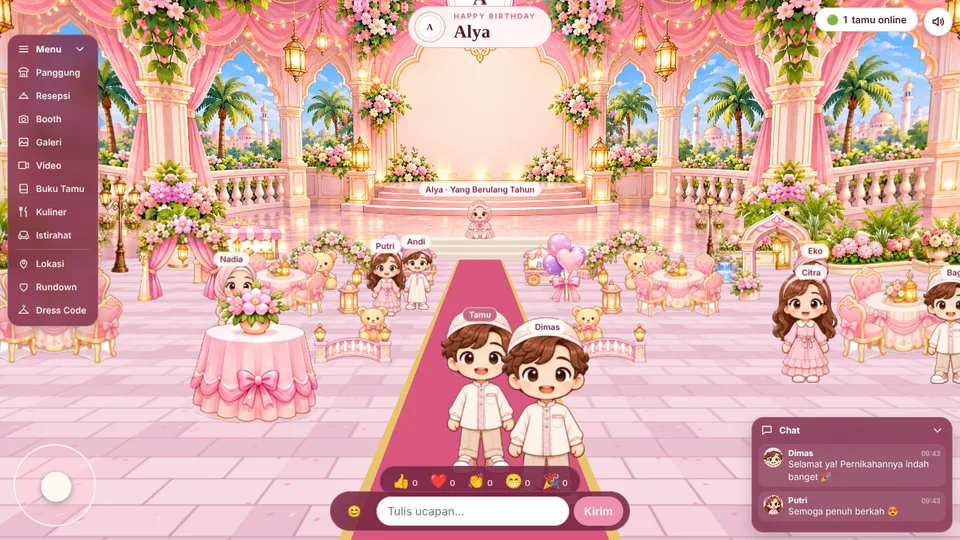 A
A
HAPPY BIRTHDAY
Alya
1 tamu online
Menu
Panggung
Resepsi
Booth
Galeri
Video
Buku Tamu
Kuliner
Istirahat
Lokasi
Rundown
Dress Code
Alya · Yang Berulang Tahun
Putri
Andi
Nadia
Eko
Citra
Tamu
Dimas
👍 0 ❤️ 0 👏 0 😁 0 🎉 0
😊 Tulis ucapan... Kirim
Chat
Dimas 09:43
Selamat ya! Pernikahannya indah
banget 🎉
Putri 09:43
Semoga penuh berkah 😍